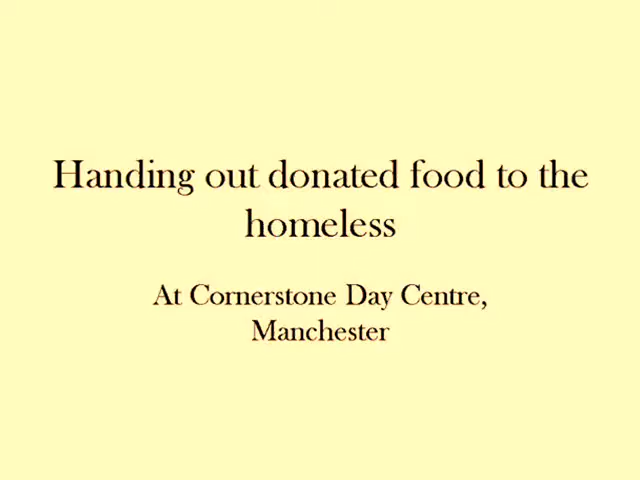 Handing out donated food to the
homeless
At Cornerstone Day Centre,
Manchester